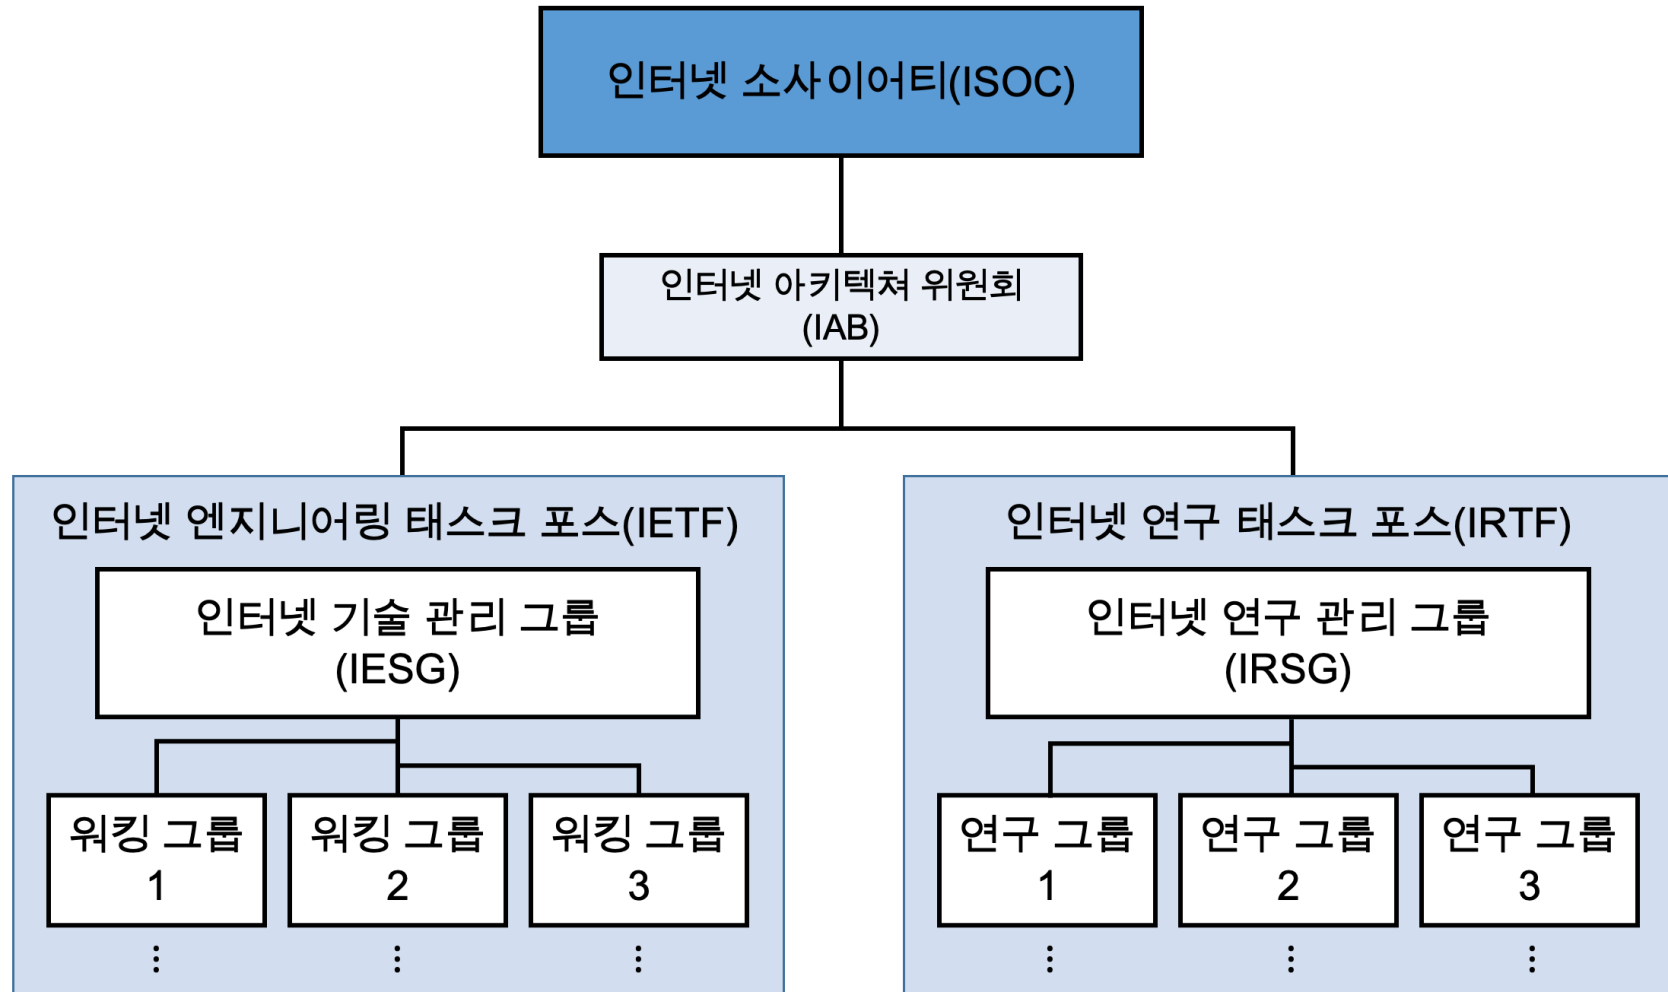 인터넷 소사이어티(ISOC)
인터넷 아키텍쳐 위원회
(IAB)
인터넷 엔지니어링 태스크 포스(IETF)
인터넷 기술 관리 그룹
(IESG)
워킹 그룹
1
워킹 그룹
2
워킹 그룹
3
인터넷 연구 태스크 포스(IRTF)
인터넷 연구 관리 그룹
(IRSG)
연구 그룹
1
연구 그룹
2
연구 그룹
3